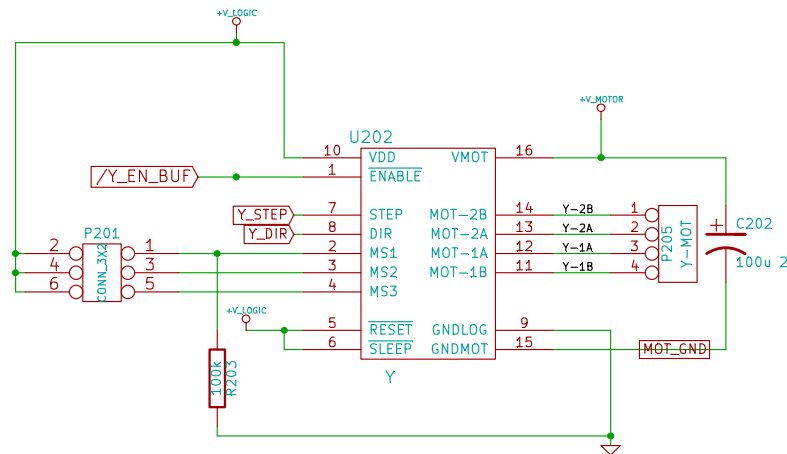 +V_LOGIC
+V_MOTOR
U202
10 VDD VMOT 16
/Y_EN_BUF 1 ENABLE
Y_STEP 7 STEP MOT-2B 14 Y-2B 1
Y_DIR 8 DIR MOT-2A 13 Y-2A 2
2 MS1 MOT-1A 12 Y-1A 3
3 MS2 MOT-1B 11 Y-1B 4
4 MS3
P205
Y-MOT
C202
100u 2
P201
2 1
4 3
6 5
CONN_3X2
+V_LOGIC
5 RESET GNDLOG 9
6 SLEEP GNDMOT 15 MOT_GND
Y
100k
R203